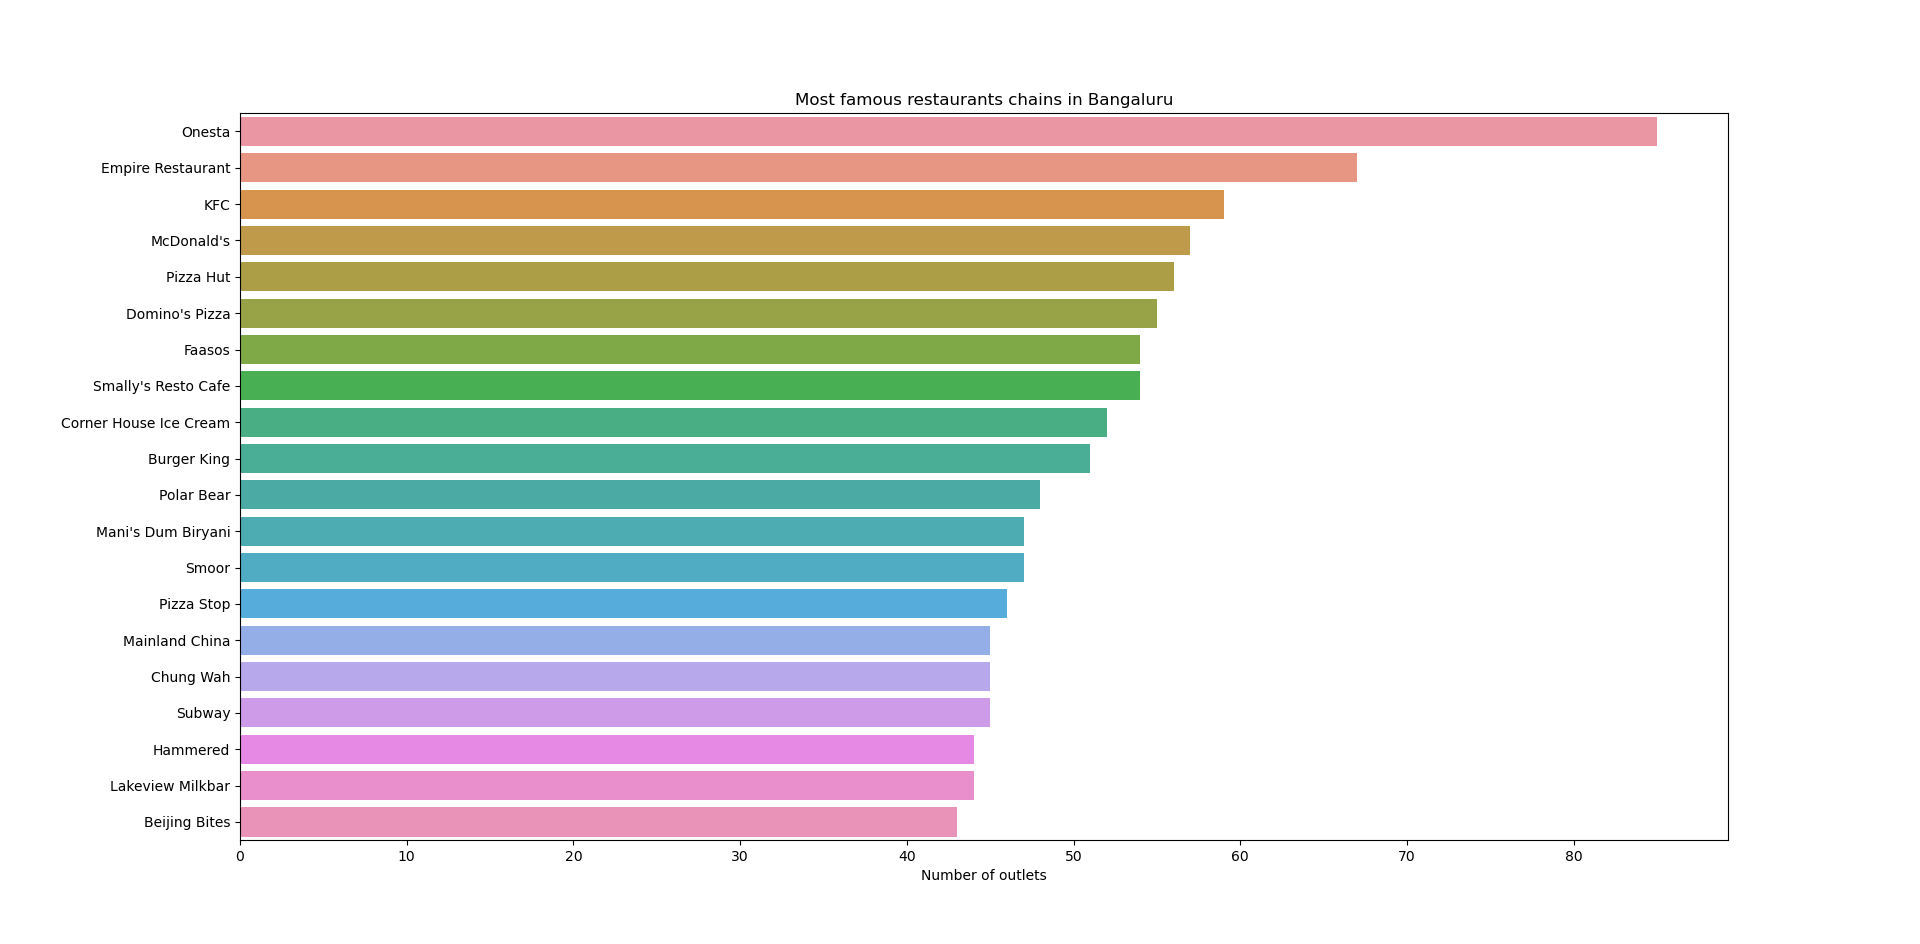 Most famous restaurants chains in Bangaluru
Onesta
Empire Restaurant
KFC
McDonald's
Pizza Hut
Domino's Pizza
Faasos
Smally's Resto Cafe
Corner House Ice Cream
Burger King
Polar Bear
Mani's Dum Biryani
Smoor
Pizza Stop
Mainland China
Chung Wah
Subway
Hammered
Lakeview Milkbar
Beijing Bites
0 10 20 30 40 50 60 70 80
Number of outlets